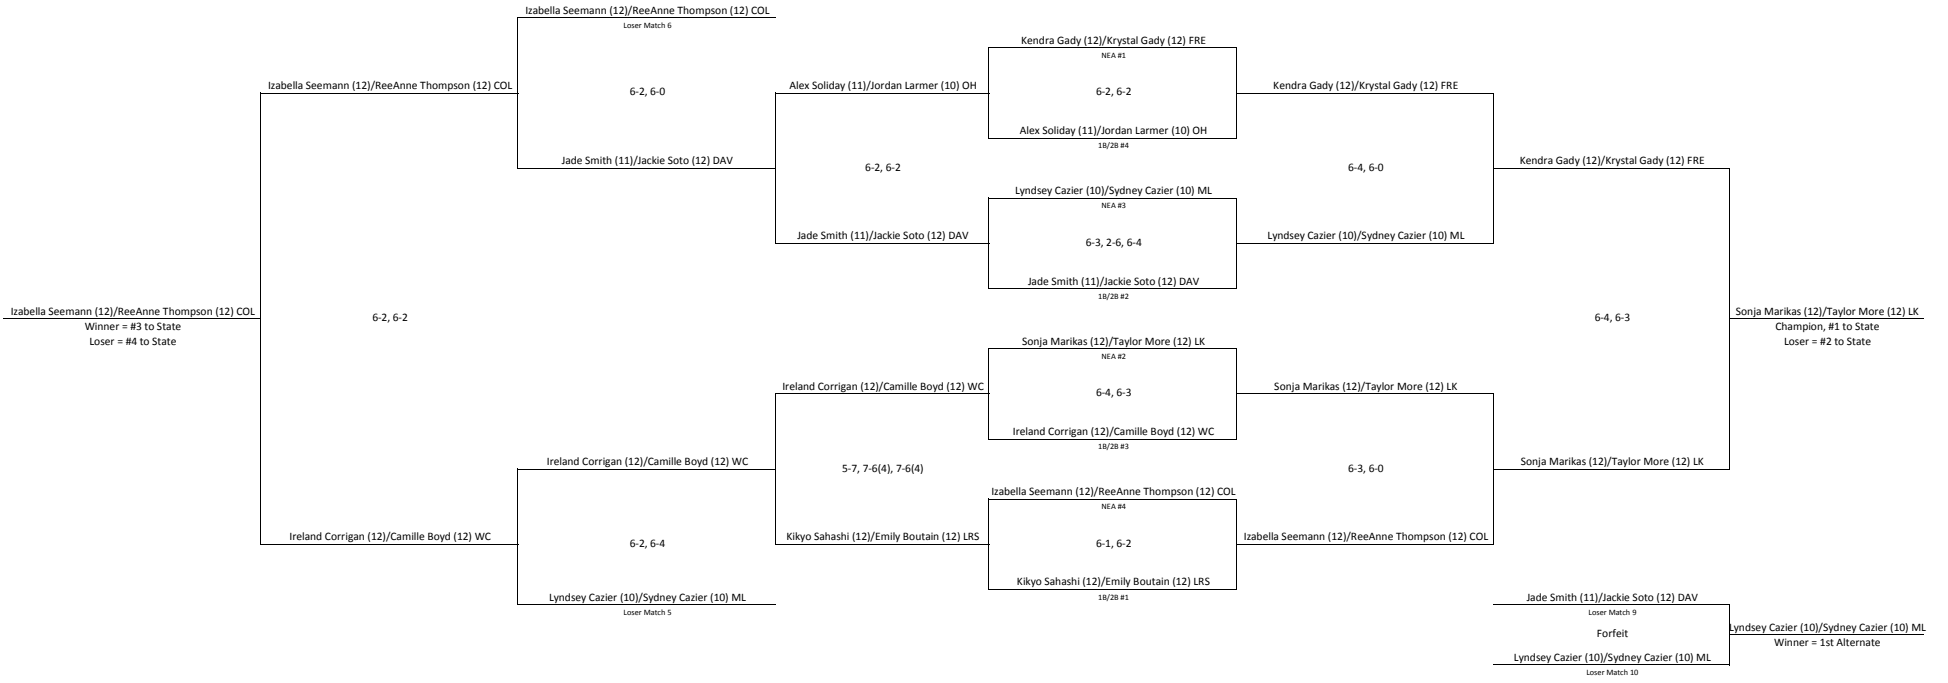 Izabella Seemann (12)/ReeAnne Thompson (12) COL
Loser Match 6
Kendra Gady (12)/Krystal Gady (12) FRE
NEA #1
Izabella Seemann (12)/ReeAnne Thompson (12) COL
6-2, 6-0
Alex Soliday (11)/Jordan Larmer (10) OH
6-2, 6-2
Kendra Gady (12)/Krystal Gady (12) FRE
Alex Soliday (11)/Jordan Larmer (10) OH
1B/2B #4
Jade Smith (11)/Jackie Soto (12) DAV
6-2, 6-2
6-4, 6-0
Kendra Gady (12)/Krystal Gady (12) FRE
Lyndsey Cazier (10)/Sydney Cazier (10) ML
NEA #3
Jade Smith (11)/Jackie Soto (12) DAV
6-3, 2-6, 6-4
Lyndsey Cazier (10)/Sydney Cazier (10) ML
Jade Smith (11)/Jackie Soto (12) DAV
1B/2B #2
Izabella Seemann (12)/ReeAnne Thompson (12) COL
Winner = #3 to State
Loser = #4 to State
6-2, 6-2
6-4, 6-3
Sonja Marikas (12)/Taylor More (12) LK
Champion, #1 to State
Loser = #2 to State
Sonja Marikas (12)/Taylor More (12) LK
NEA #2
Ireland Corrigan (12)/Camille Boyd (12) WC
6-4, 6-3
Sonja Marikas (12)/Taylor More (12) LK
Ireland Corrigan (12)/Camille Boyd (12) WC
1B/2B #3
Ireland Corrigan (12)/Camille Boyd (12) WC
5-7, 7-6(4), 7-6(4)
6-3, 6-0
Sonja Marikas (12)/Taylor More (12) LK
Izabella Seemann (12)/ReeAnne Thompson (12) COL
NEA #4
Ireland Corrigan (12)/Camille Boyd (12) WC
6-2, 6-4
Kikyo Sahashi (12)/Emily Boutain (12) LRS
6-1, 6-2
Izabella Seemann (12)/ReeAnne Thompson (12) COL
Kikyo Sahashi (12)/Emily Boutain (12) LRS
1B/2B #1
Lyndsey Cazier (10)/Sydney Cazier (10) ML
Loser Match 5
Jade Smith (11)/Jackie Soto (12) DAV
Loser Match 9
Forfeit
Lyndsey Cazier (10)/Sydney Cazier (10) ML
Winner = 1st Alternate
Lyndsey Cazier (10)/Sydney Cazier (10) ML
Loser Match 10